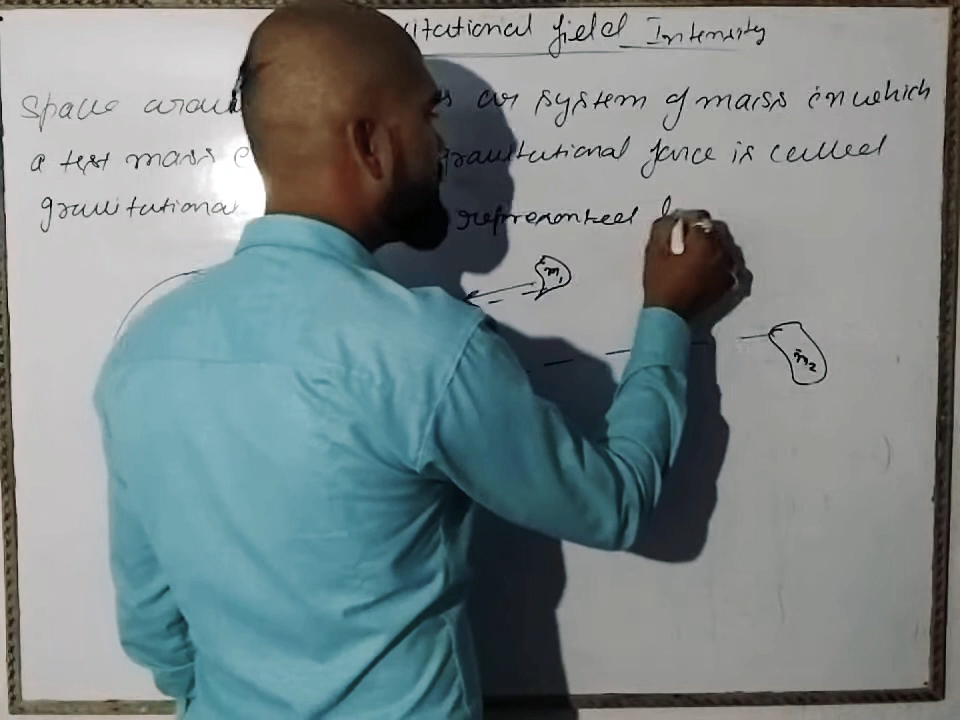 itational field Intensity
Space arou s or system of mass in which
a test mass e gravitational force is called
gravitational represented
m1
m2